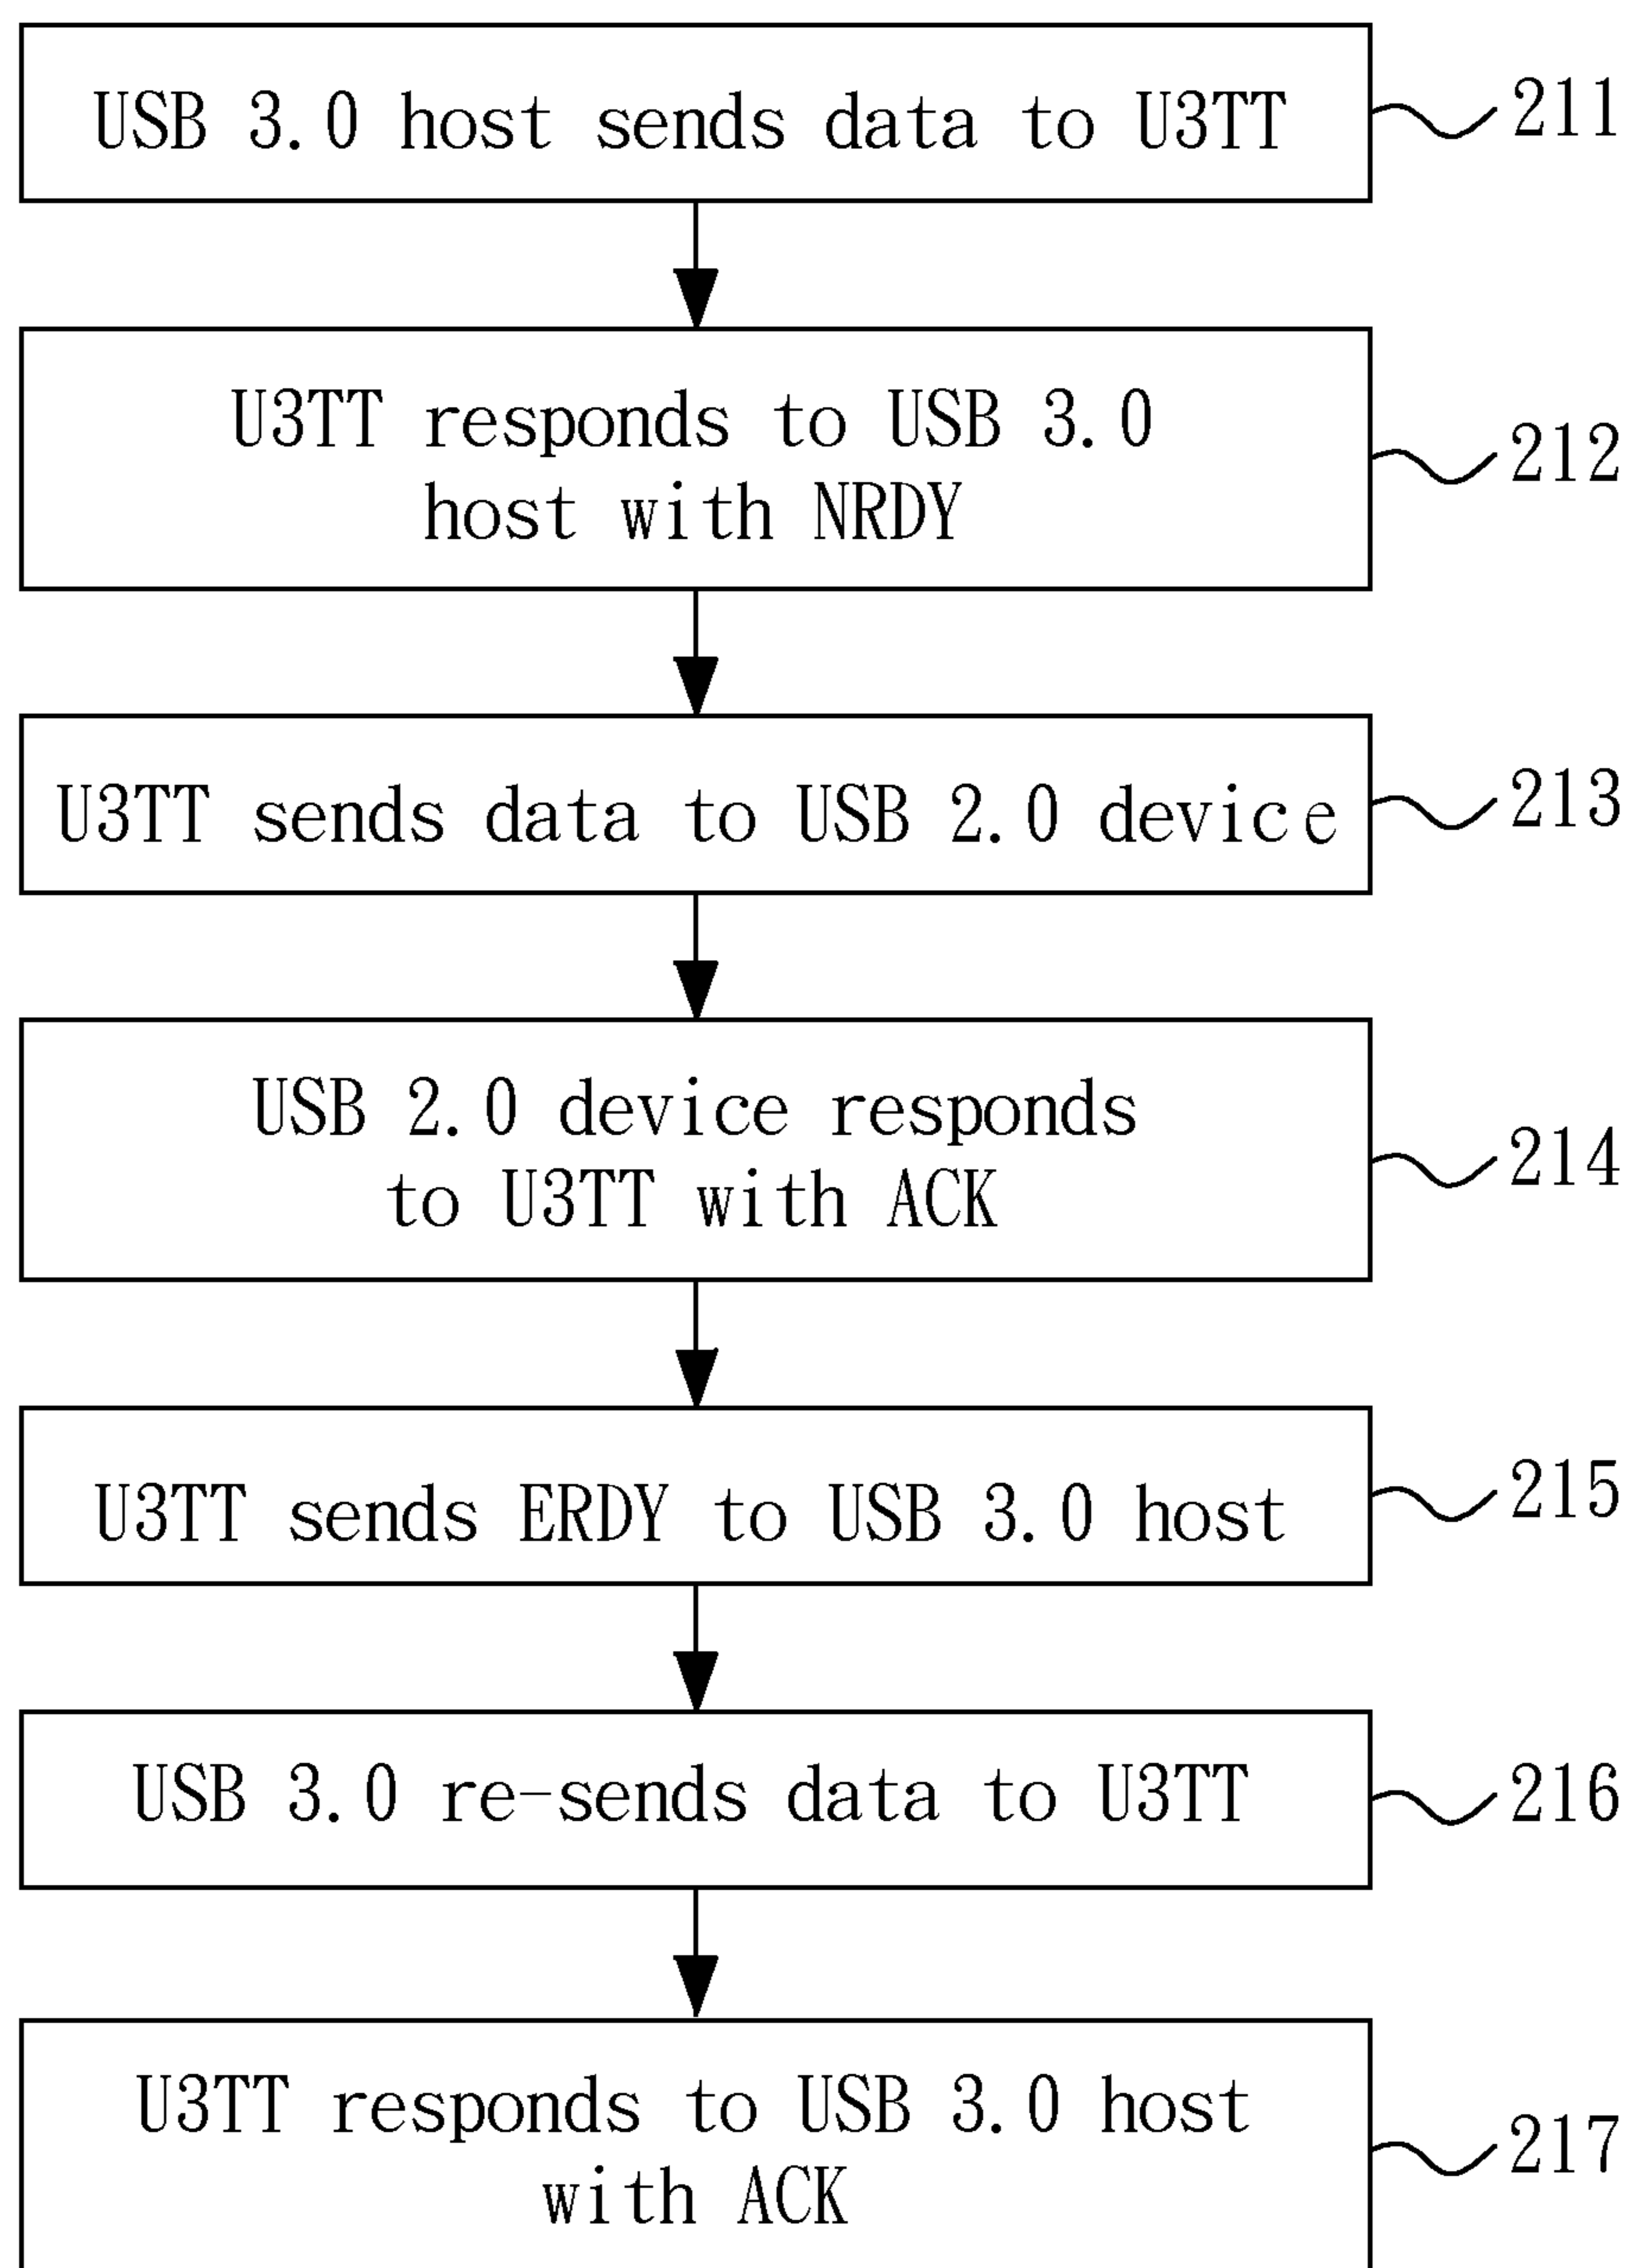 USB 3.0 host sends data to U3TT
211
U3TT responds to USB 3.0
host with NRDY
212
U3TT sends data to USB 2.0 device
213
USB 2.0 device responds
to U3TT with ACK
214
U3TT sends ERDY to USB 3.0 host
215
USB 3.0 re-sends data to U3TT
216
U3TT responds to USB 3.0 host
with ACK
217